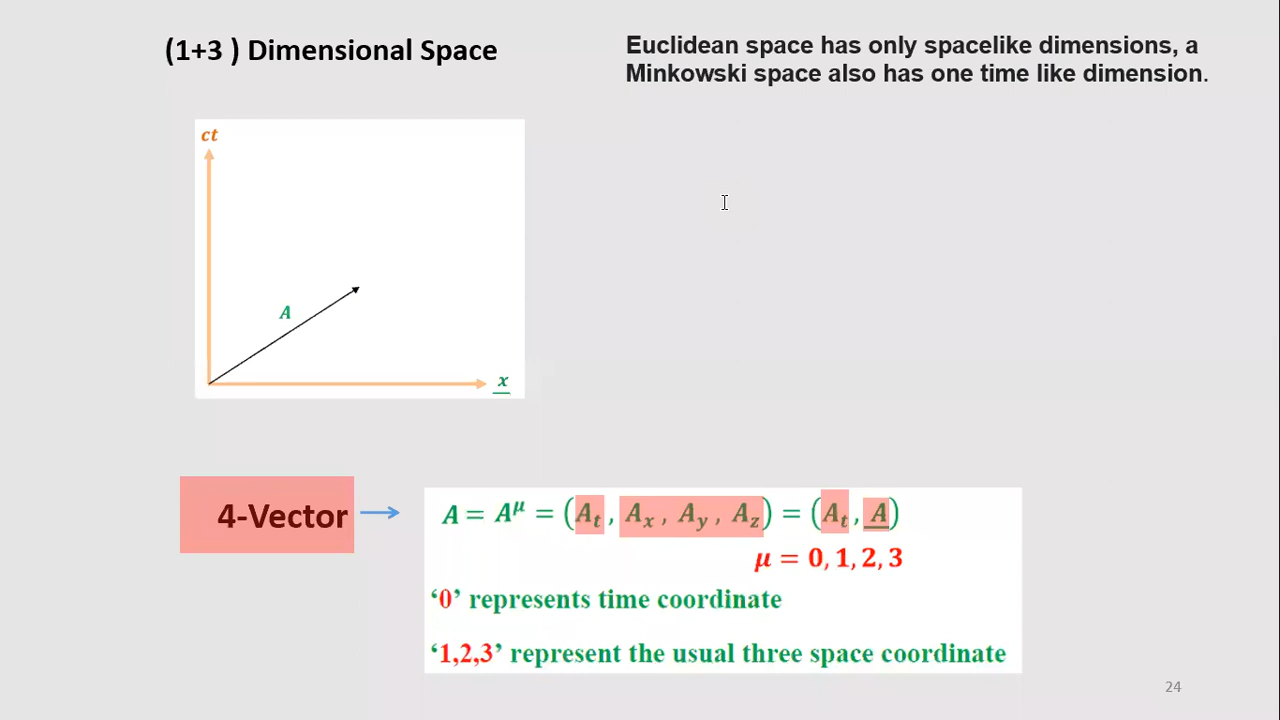 (1+3 ) Dimensional Space
Euclidean space has only spacelike dimensions, a
Minkowski space also has one time like dimension.
ct
A
x
4-Vector
A = A^μ = (A_t , A_x , A_y , A_z) = (A_t , A)
μ = 0, 1, 2, 3
‘0’ represents time coordinate
‘1,2,3’ represent the usual three space coordinate
24